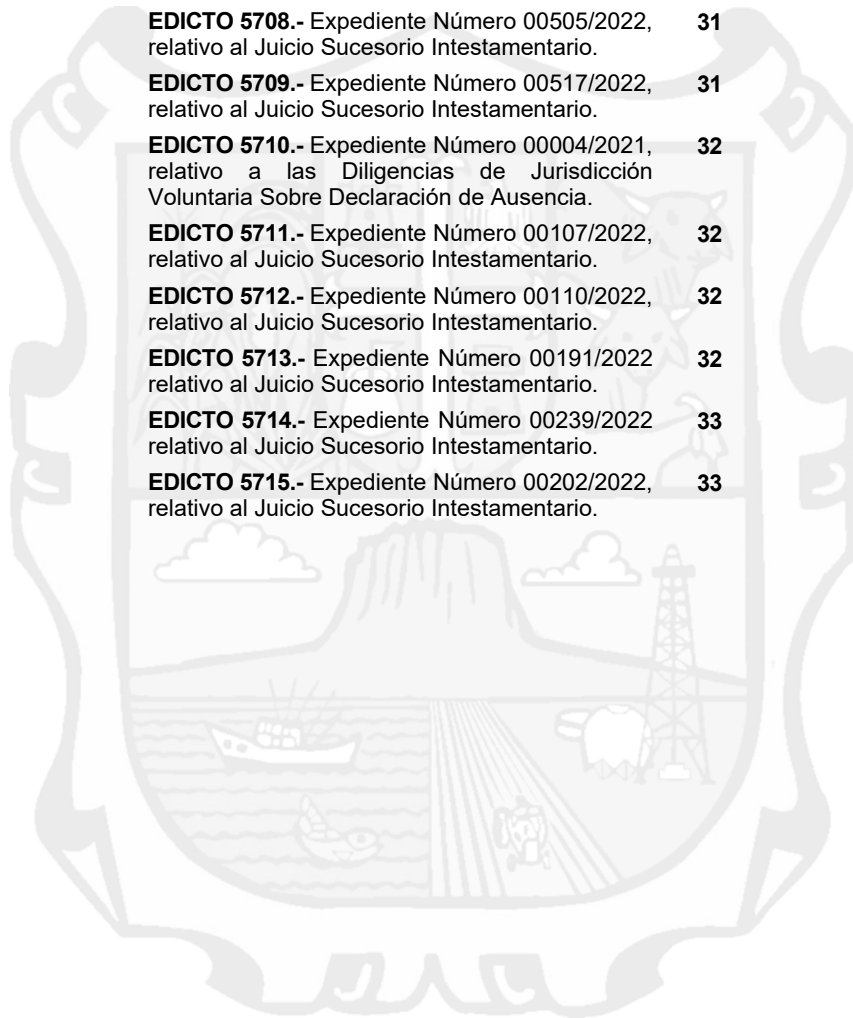 EDICTO 5708.- Expediente Número 00505/2022, 31
relativo al Juicio Sucesorio Intestamentario.
EDICTO 5709.- Expediente Número 00517/2022, 31
relativo al Juicio Sucesorio Intestamentario.
EDICTO 5710.- Expediente Número 00004/2021, 32
relativo a las Diligencias de Jurisdicción
Voluntaria Sobre Declaración de Ausencia.
EDICTO 5711.- Expediente Número 00107/2022, 32
relativo al Juicio Sucesorio Intestamentario.
EDICTO 5712.- Expediente Número 00110/2022, 32
relativo al Juicio Sucesorio Intestamentario.
EDICTO 5713.- Expediente Número 00191/2022 32
relativo al Juicio Sucesorio Intestamentario.
EDICTO 5714.- Expediente Número 00239/2022 33
relativo al Juicio Sucesorio Intestamentario.
EDICTO 5715.- Expediente Número 00202/2022, 33
relativo al Juicio Sucesorio Intestamentario.